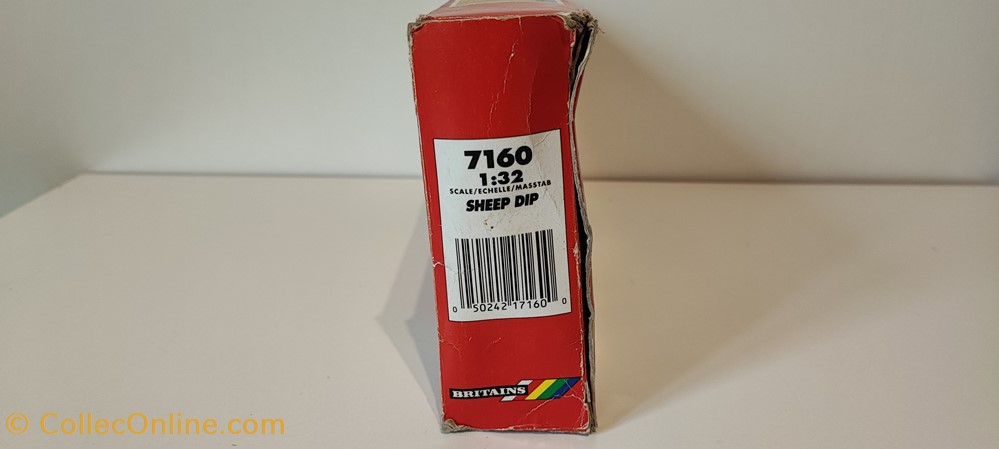 7160
1:32
SCALE/ECHELLE/MASSTAB
SHEEP DIP
0 50242 17160 0
BRITAINS
© CollecOnline.com